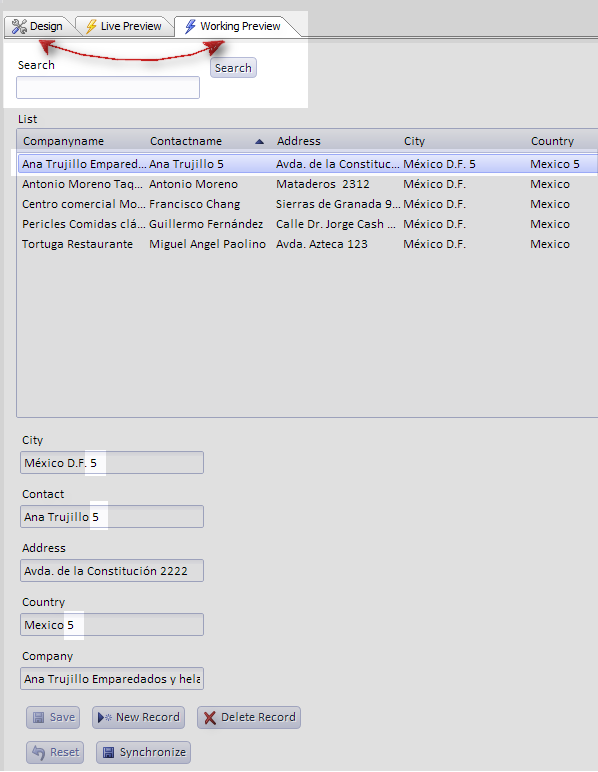 Design Live Preview Working Preview
Search Search
List
Companyname Contactname Address City Country
Ana Trujillo Empared... Ana Trujillo 5 Avda. de la Constituc... México D.F. 5 Mexico 5
Antonio Moreno Taq... Antonio Moreno Mataderos 2312 México D.F. Mexico
Centro comercial Mo... Francisco Chang Sierras de Granada 9... México D.F. Mexico
Pericles Comidas clá... Guillermo Fernández Calle Dr. Jorge Cash ... México D.F. Mexico
Tortuga Restaurante Miguel Angel Paolino Avda. Azteca 123 México D.F. Mexico
City
México D.F. 5
Contact
Ana Trujillo 5
Address
Avda. de la Constitución 2222
Country
Mexico 5
Company
Ana Trujillo Emparedados y hela
Save New Record Delete Record
Reset Synchronize